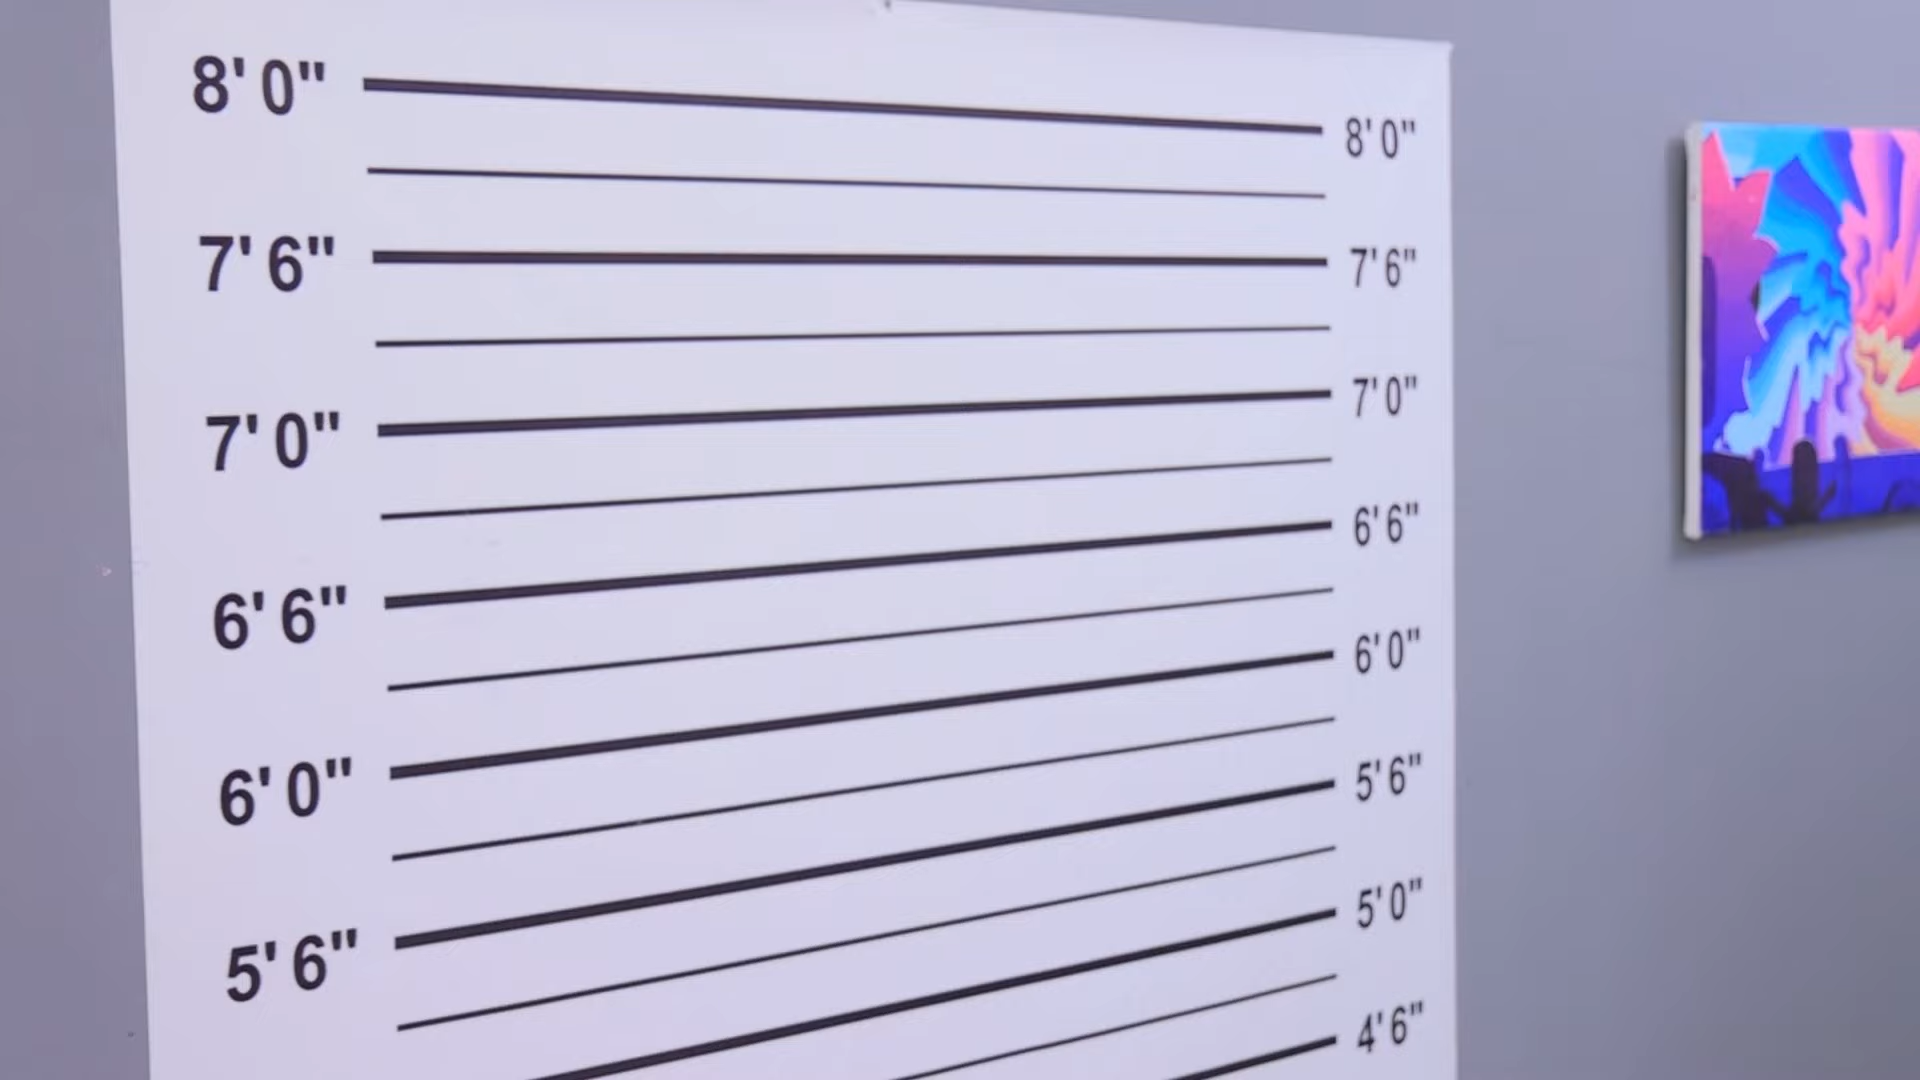 8' 0" 8' 0"
7' 6" 7' 6"
7' 0" 7' 0"
6' 6" 6' 6"
6' 0" 6' 0"
5' 6" 5' 6"
5' 0"
4' 6"